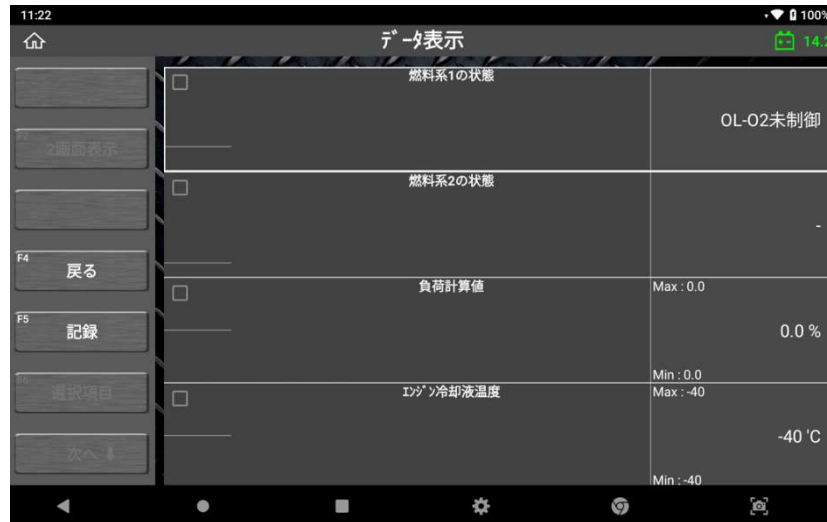 11:22
100%
データ表示
14.2
燃料系1の状態
OL-O2未制御
F2
2画面表示
燃料系2の状態
-
F4
戻る
負荷計算値
Max : 0.0
F5
記録
0.0 %
Min : 0.0
F6
選択項目
エンジン冷却液温度
Max : -40
次へ ⬇
-40 'C
Min : -40